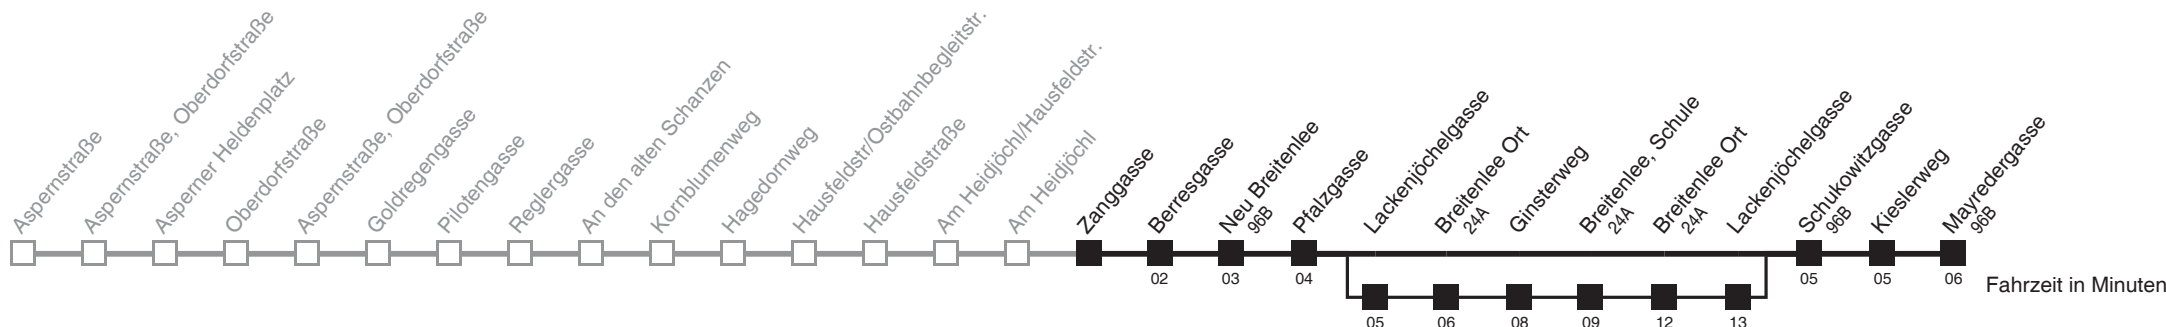 Aspernstraße
Aspernstraße, Oberdorfstraße
Asperner Heldenplatz
Oberdorfstraße
Aspernstraße, Oberdorfstraße
Goldregengasse
Pilotengasse
Reglergasse
An den alten Schanzen
Kornblumenweg
Hagedornweg
Hausfeldstr/Ostbahnbegleitstr.
Hausfeldstraße
Am Heidjöchl/Hausfeldstr.
Am Heidjöchl
Zanggasse
Berresgasse
Neu Breitenlee
96B
Pfalzgasse
Lackenjöchelgasse
Breitenlee Ort
24A
Ginsterweg
Breitenlee, Schule
24A
Breitenlee Ort
24A
Lackenjöchelgasse
Schukowitzgasse
96B
Kieslerweg
Mayredergasse
96B
02 03 04 05 05 06
Fahrzeit in Minuten
05 06 08 09 12 13